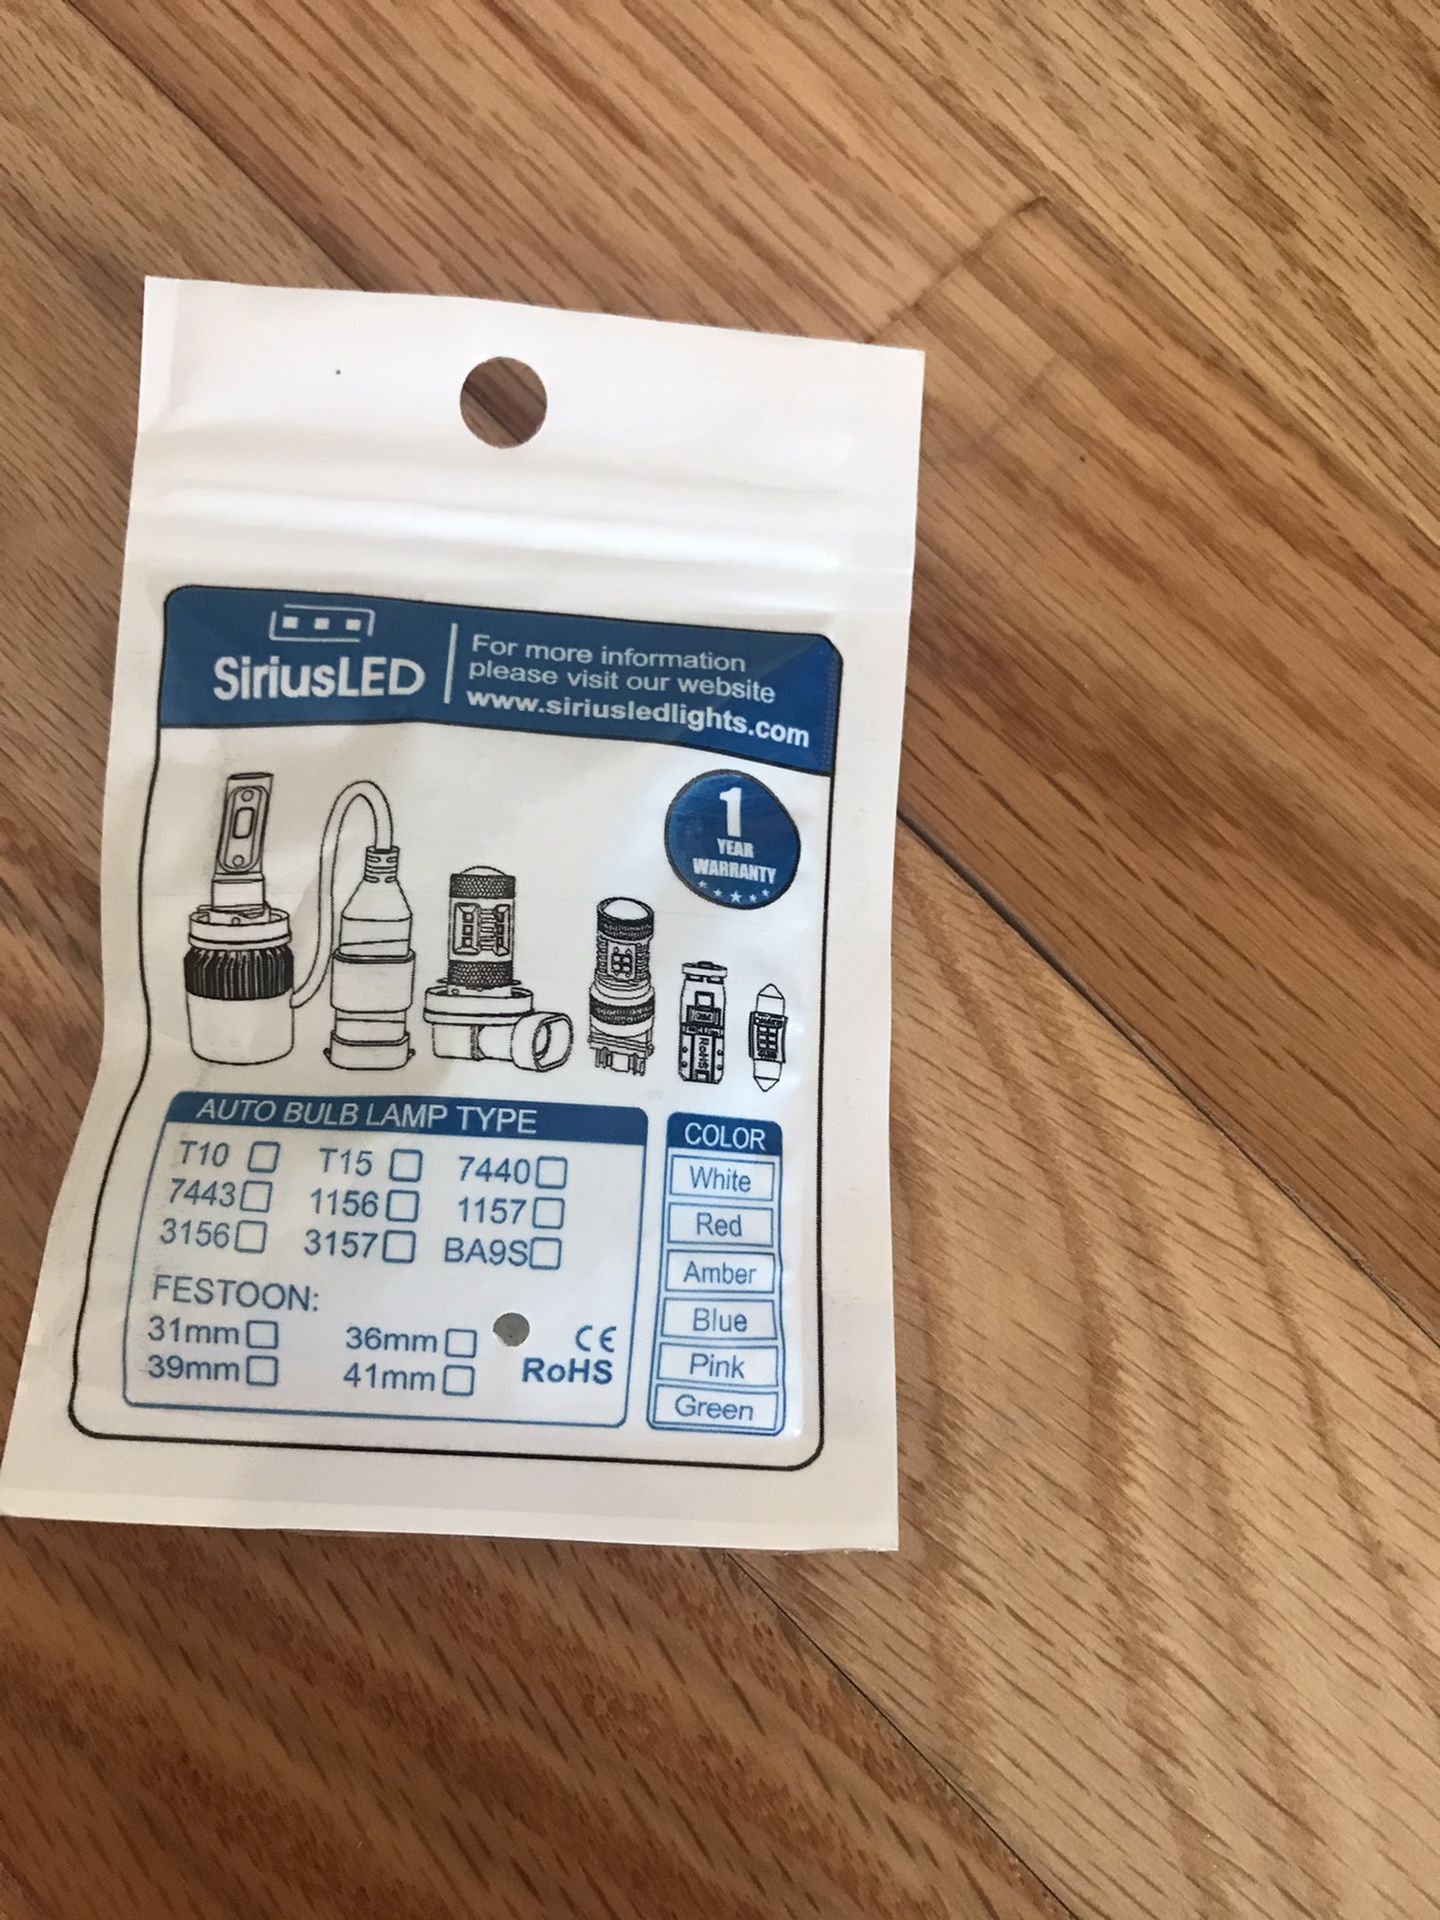 SiriusLED
For more information
please visit our website
www.siriusledlights.com
1
YEAR
WARRANTY
RoHS
AUTO BULB LAMP TYPE
T10 T15 7440
7443 1156 1157
3156 3157 BA9S
FESTOON:
31mm 36mm CE
39mm 41mm RoHS
COLOR
White
Red
Amber
Blue
Pink
Green